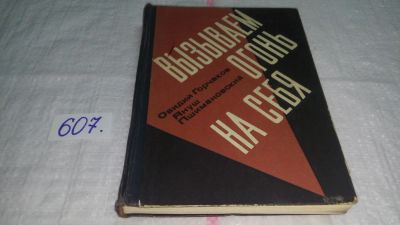 Овидий Горчаков
Януш
Пшимановский
ВЫЗЫВАЕМ
ОГОНЬ
НА СЕБЯ
607.